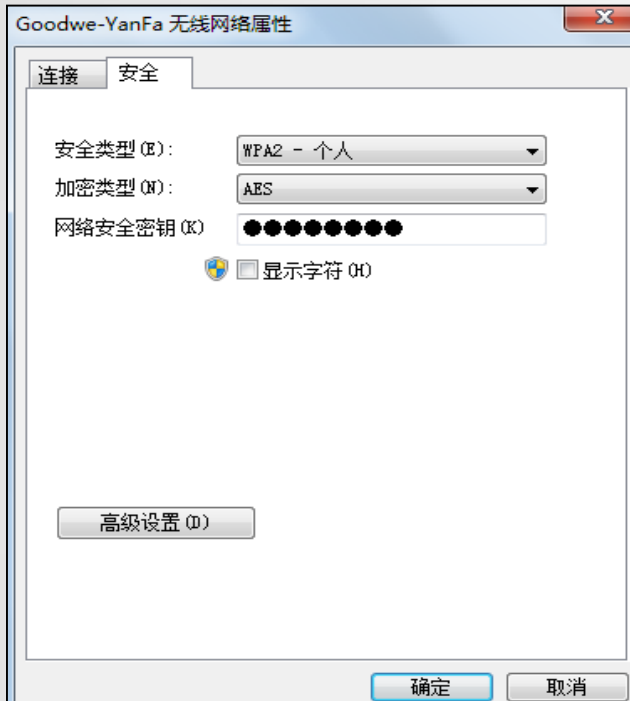 Goodwe-YanFa 无线网络属性
连接 安全
安全类型(E): WPA2 - 个人
加密类型(N): AES
网络安全密钥(K) ●●●●●●●●
显示字符(H)
高级设置(D)
确定 取消